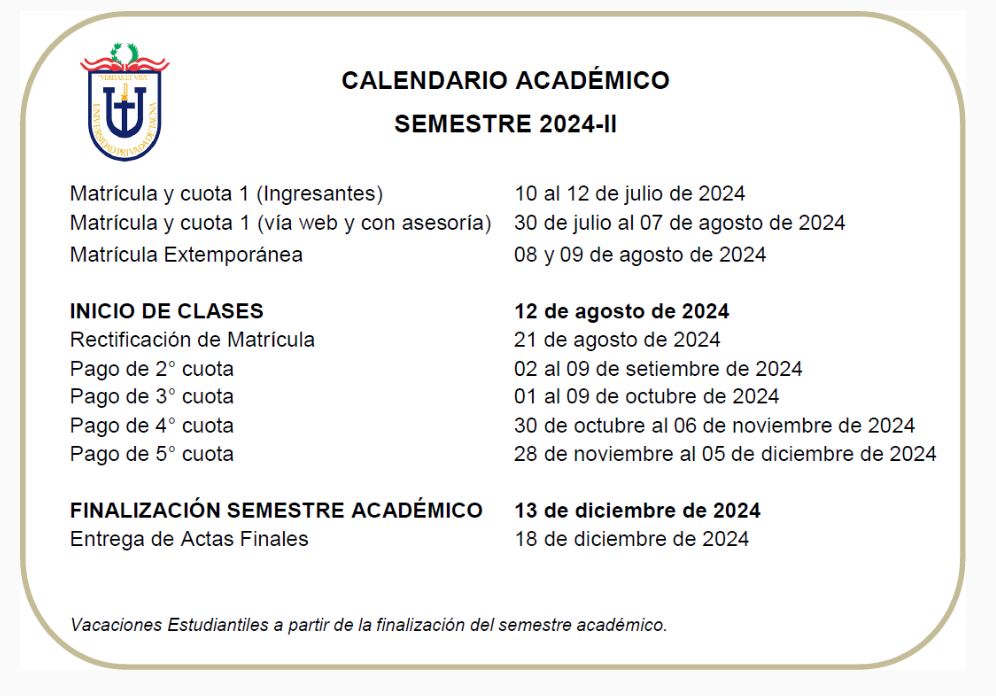 VERITAS ET VITA
UNIVERSIDAD PRIVADA DE TACNA
CALENDARIO ACADÉMICO
SEMESTRE 2024-II
Matrícula y cuota 1 (Ingresantes) 10 al 12 de julio de 2024
Matrícula y cuota 1 (vía web y con asesoría) 30 de julio al 07 de agosto de 2024
Matrícula Extemporánea 08 y 09 de agosto de 2024
INICIO DE CLASES 12 de agosto de 2024
Rectificación de Matrícula 21 de agosto de 2024
Pago de 2° cuota 02 al 09 de setiembre de 2024
Pago de 3° cuota 01 al 09 de octubre de 2024
Pago de 4° cuota 30 de octubre al 06 de noviembre de 2024
Pago de 5° cuota 28 de noviembre al 05 de diciembre de 2024
FINALIZACIÓN SEMESTRE ACADÉMICO 13 de diciembre de 2024
Entrega de Actas Finales 18 de diciembre de 2024
Vacaciones Estudiantiles a partir de la finalización del semestre académico.